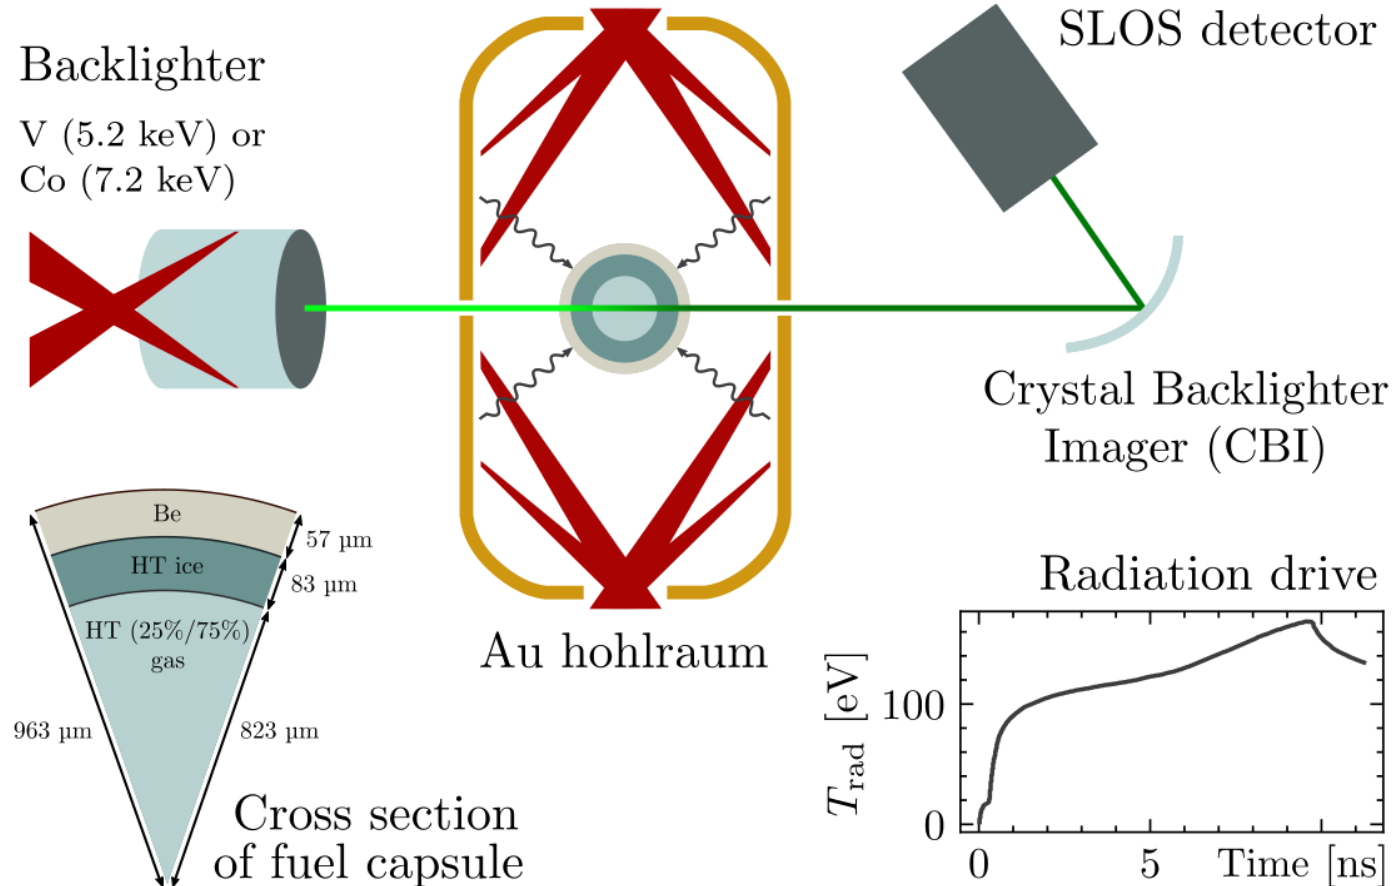 Backlighter
V (5.2 keV) or
Co (7.2 keV)
SLOS detector
Crystal Backlighter
Imager (CBI)
Au hohlraum
Be
57 µm
HT ice
83 µm
HT (25%/75%)
gas
963 µm
823 µm
Cross section
of fuel capsule
Radiation drive
T_rad [eV]
100
0
0
5
Time [ns]